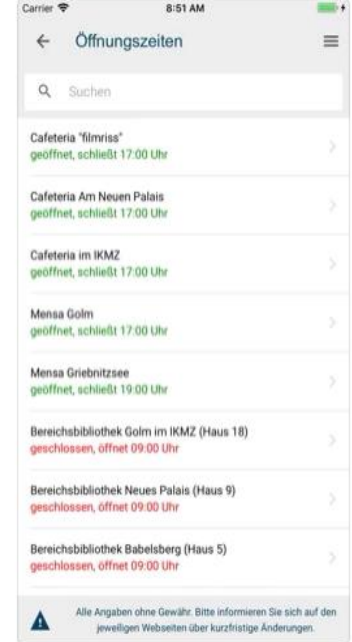 Carrier 8:51 AM
Öffnungszeiten
Suchen
Cafeteria "filmriss"
geöffnet, schließt 17:00 Uhr
Cafeteria Am Neuen Palais
geöffnet, schließt 17:00 Uhr
Cafeteria im IKMZ
geöffnet, schließt 17:00 Uhr
Mensa Golm
geöffnet, schließt 17:00 Uhr
Mensa Griebnitzsee
geöffnet, schließt 19:00 Uhr
Bereichsbibliothek Golm im IKMZ (Haus 18)
geschlossen, öffnet 09:00 Uhr
Bereichsbibliothek Neues Palais (Haus 9)
geschlossen, öffnet 09:00 Uhr
Bereichsbibliothek Babelsberg (Haus 5)
geschlossen, öffnet 09:00 Uhr
Alle Angaben ohne Gewähr. Bitte informieren Sie sich auf den
jeweiligen Webseiten über kurzfristige Änderungen.